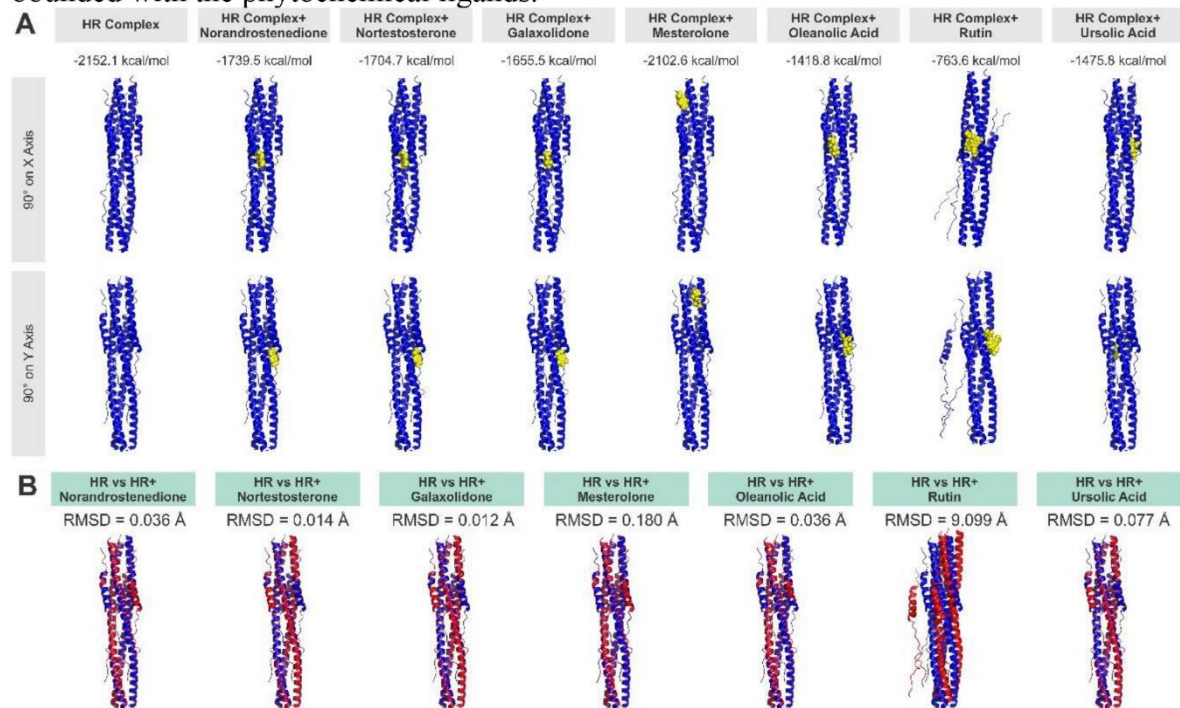 bounded with the phytochemical ligands.
A
HR Complex
HR Complex+
Norandrostenedione
HR Complex+
Nortestosterone
HR Complex+
Galaxolidone
HR Complex+
Mesterolone
HR Complex+
Oleanolic Acid
HR Complex+
Rutin
HR Complex+
Ursolic Acid
-2152.1 kcal/mol
-1739.5 kcal/mol
-1704.7 kcal/mol
-1655.5 kcal/mol
-2102.6 kcal/mol
-1418.8 kcal/mol
-763.6 kcal/mol
-1475.8 kcal/mol
90° on X Axis
90° on Y Axis
B
HR vs HR+
Norandrostenedione
HR vs HR+
Nortestosterone
HR vs HR+
Galaxolidone
HR vs HR+
Mesterolone
HR vs HR+
Oleanolic Acid
HR vs HR+
Rutin
HR vs HR+
Ursolic Acid
RMSD = 0.036 Å
RMSD = 0.014 Å
RMSD = 0.012 Å
RMSD = 0.180 Å
RMSD = 0.036 Å
RMSD = 9.099 Å
RMSD = 0.077 Å